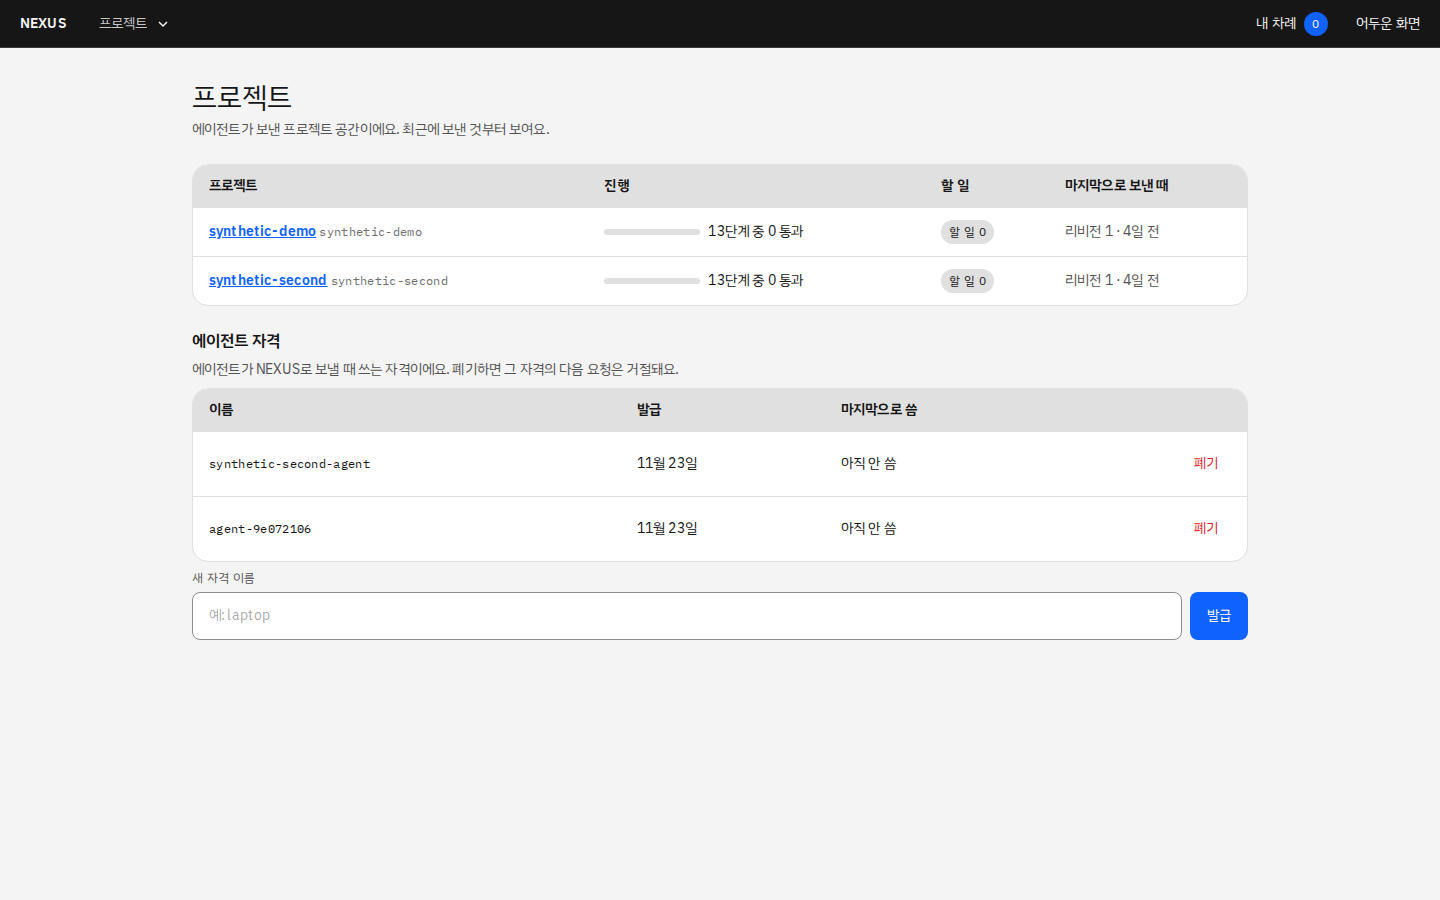 NEXUS 프로젝트 내 차례 0 어두운 화면
프로젝트
에이전트가 보낸 프로젝트 공간이에요. 최근에 보낸 것부터 보여요.
프로젝트 진행 할 일 마지막으로 보낸 때
synthetic-demo synthetic-demo 13단계 중 0 통과 할 일 0 리비전 1 · 4일 전
synthetic-second synthetic-second 13단계 중 0 통과 할 일 0 리비전 1 · 4일 전
에이전트 자격
에이전트가 NEXUS로 보낼 때 쓰는 자격이에요. 폐기하면 그 자격의 다음 요청은 거절돼요.
이름 발급 마지막으로 씀
synthetic-second-agent 11월 23일 아직 안 씀 폐기
agent-9e072106 11월 23일 아직 안 씀 폐기
새 자격 이름
예: laptop 발급